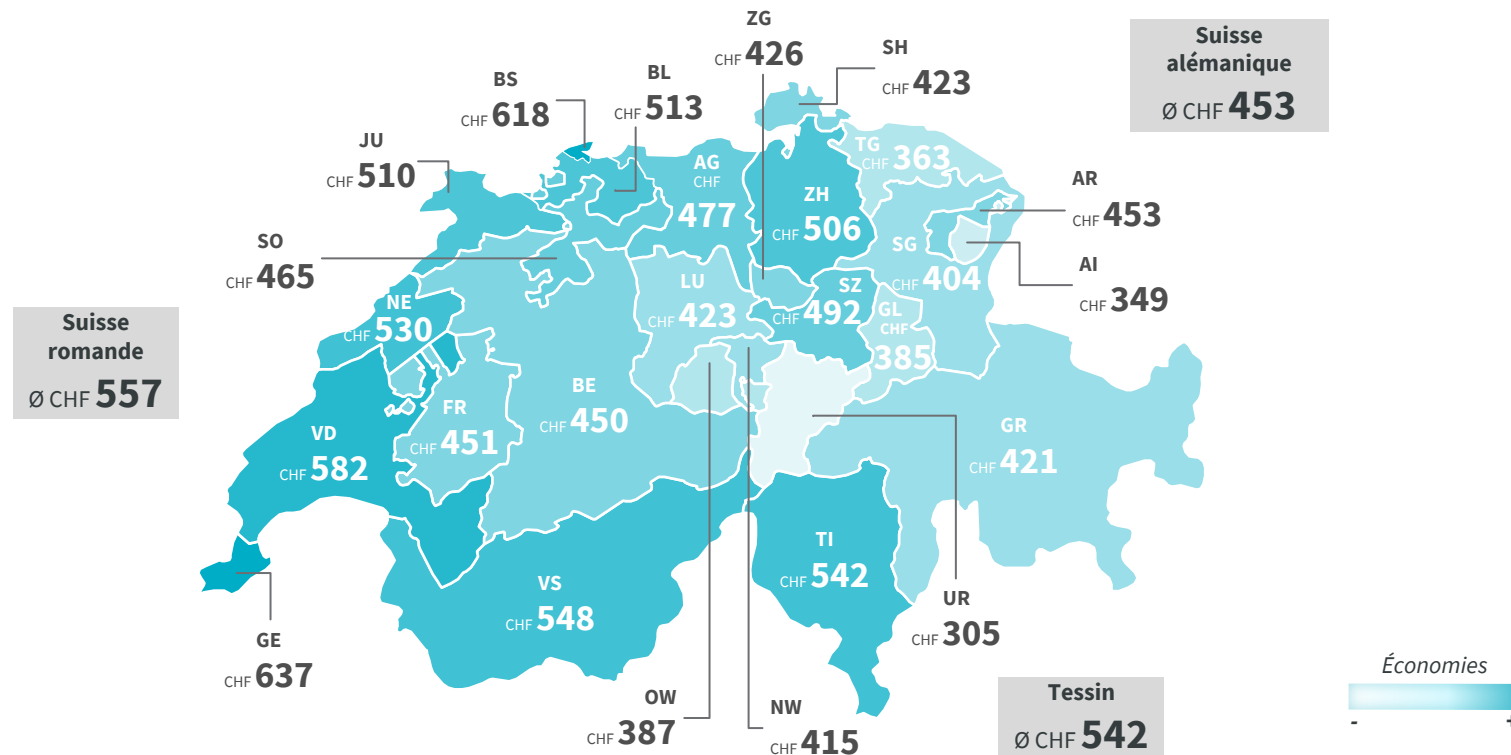 ZG
CHF 426
SH
CHF 423
Suisse
alémanique
Ø CHF 453
BS
CHF 618
BL
CHF 513
JU
CHF 510
AG
CHF
477
ZH
CHF 506
TG
CHF 363
AR
CHF 453
SO
CHF 465
SG
CHF 404
AI
CHF 349
Suisse
romande
Ø CHF 557
NE
CHF 530
LU
CHF 423
SZ
CHF 492
GL
CHF
385
VD
CHF 582
FR
CHF 451
BE
CHF 450
GR
CHF 421
VS
CHF 548
TI
CHF 542
UR
CHF 305
GE
CHF 637
OW
CHF 387
NW
CHF 415
Tessin
Ø CHF 542
Économies
- +